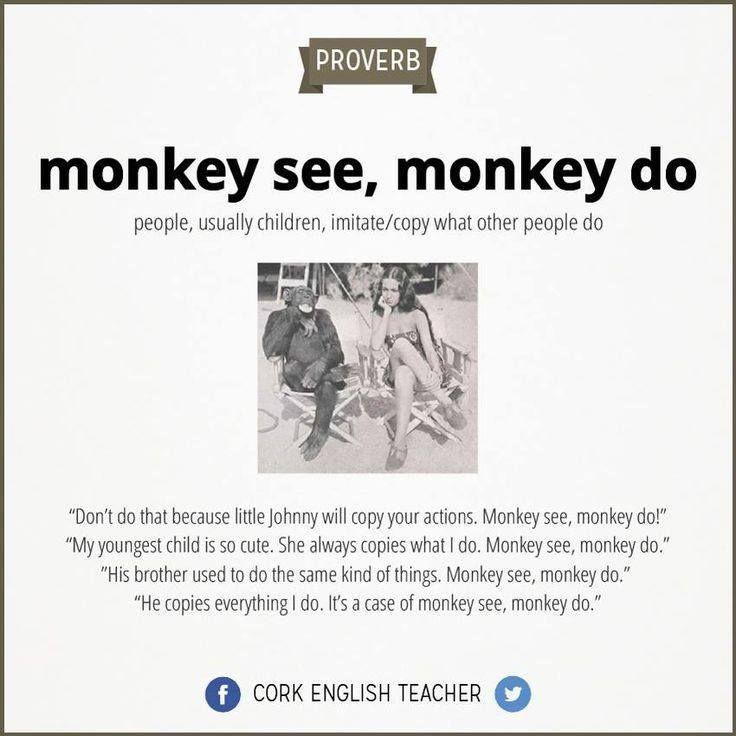 PROVERB
monkey see, monkey do
people, usually children, imitate/copy what other people do
“Don’t do that because little Johnny will copy your actions. Monkey see, monkey do!”
“My youngest child is so cute. She always copies what I do. Monkey see, monkey do.”
”His brother used to do the same kind of things. Monkey see, monkey do.”
“He copies everything I do. It’s a case of monkey see, monkey do.”
f CORK ENGLISH TEACHER